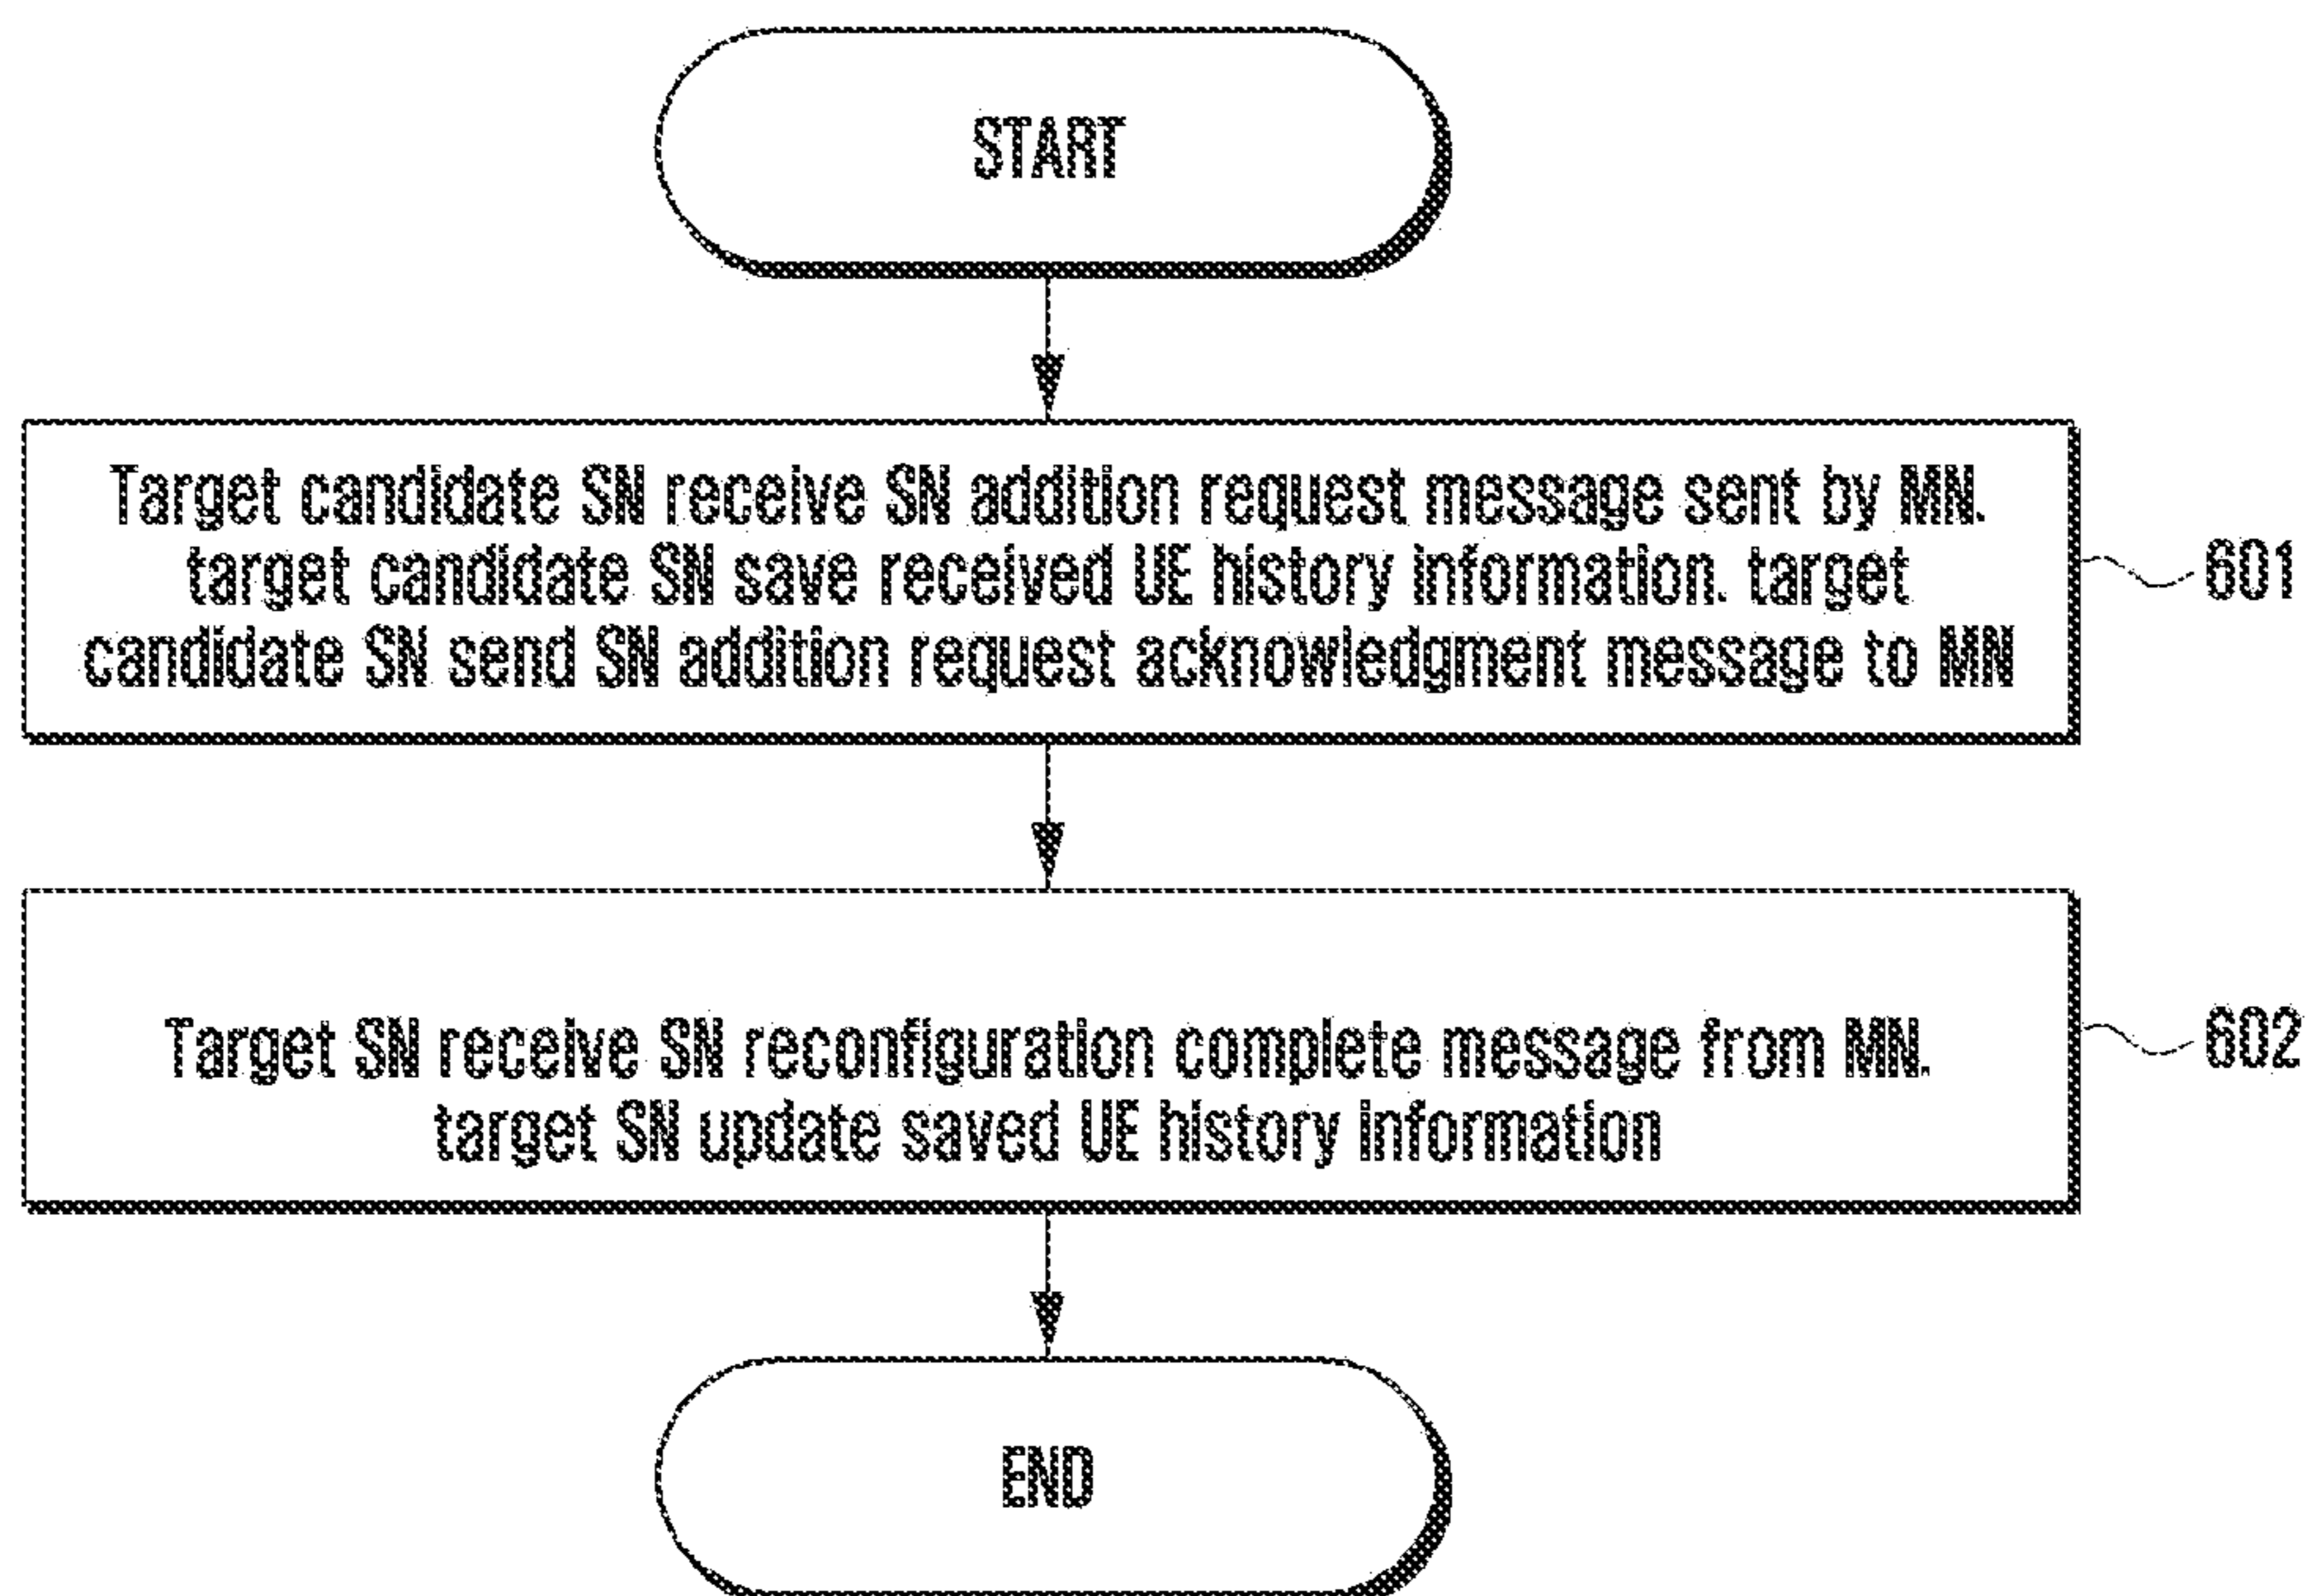 START
Target candidate SN receive SN addition request message sent by MN.
target candidate SN save received UE history information. target
candidate SN send SN addition request acknowledgment message to MN
601
Target SN receive SN reconfiguration complete message from MN.
target SN update saved UE history information
602
END